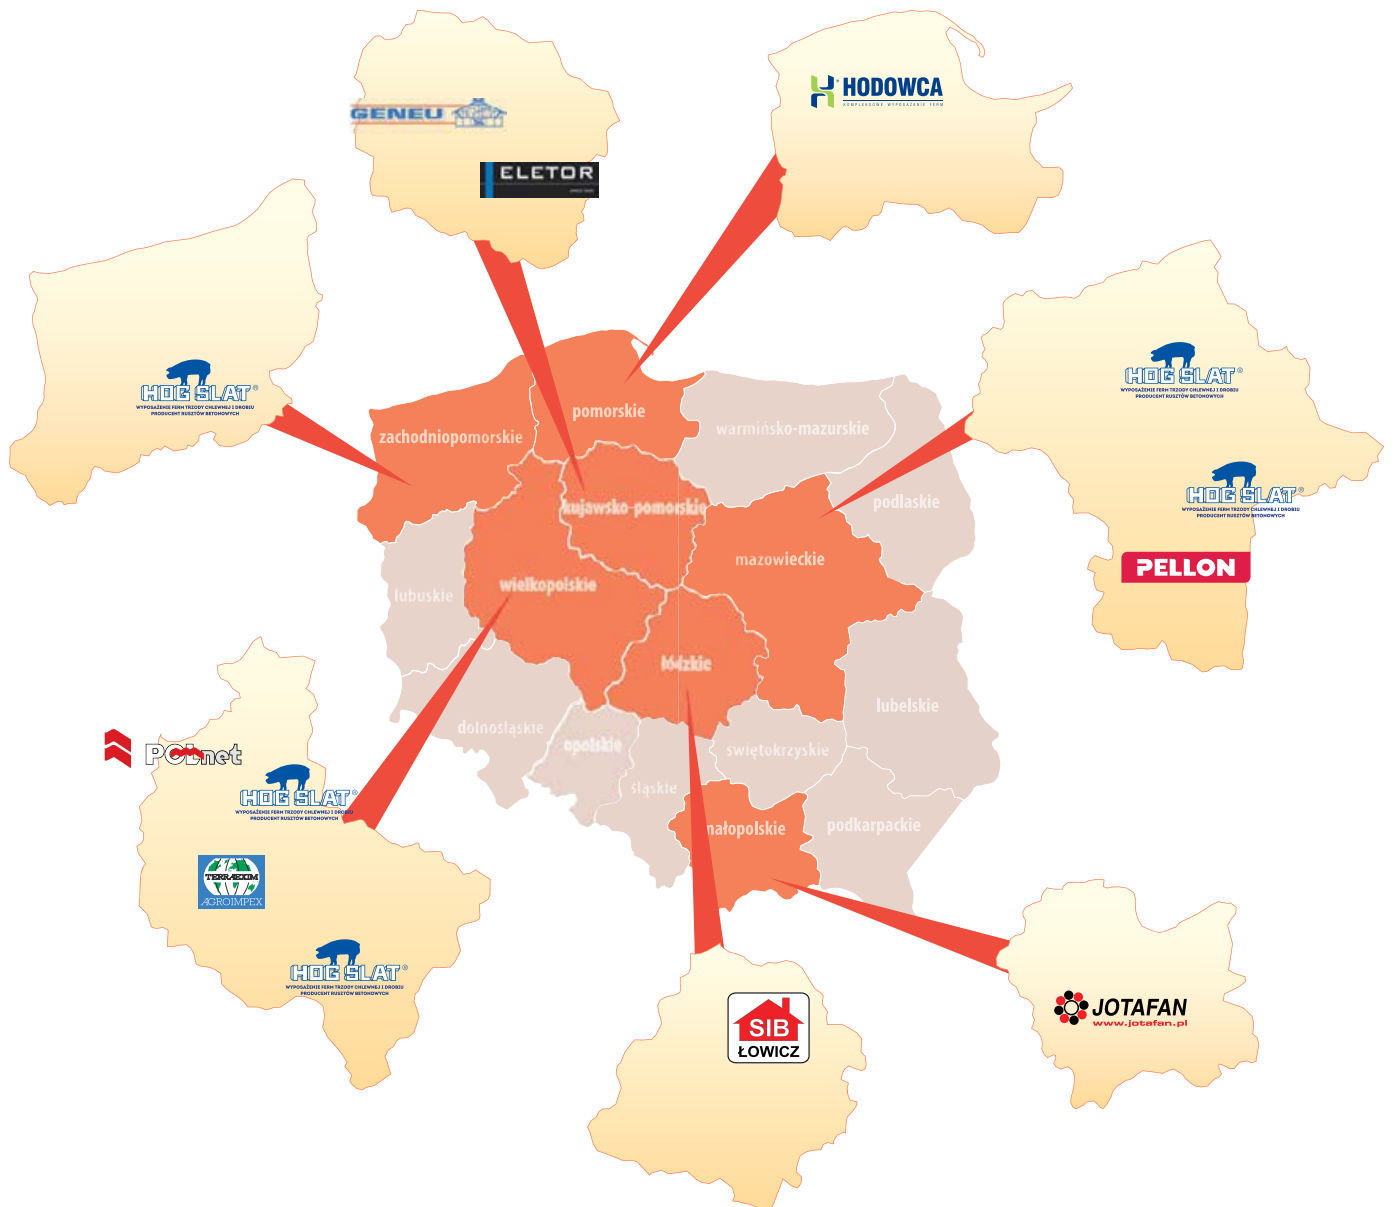 GENEU
ELETOR
HODOWCA
KOMPLEKSOWE WYPOSAŻANIE FERM
HOG SLAT®
WYPOSAŻENIE FERM TRZODY CHLEWNEJ I DROBIU
PRODUCENT RUSZTÓW BETONOWYCH
HOG SLAT®
WYPOSAŻENIE FERM TRZODY CHLEWNEJ I DROBIU
PRODUCENT RUSZTÓW BETONOWYCH
HOG SLAT®
WYPOSAŻENIE FERM TRZODY CHLEWNEJ I DROBIU
PRODUCENT RUSZTÓW BETONOWYCH
PELLON
pomorskie
zachodniopomorskie
warmińsko-mazurskie
podlaskie
kujawsko-pomorskie
mazowieckie
wielkopolskie
lubuskie
łódzkie
lubelskie
dolnośląskie
opolskie
świętokrzyskie
śląskie
małopolskie
podkarpackie
POLnet
HOG SLAT®
WYPOSAŻENIE FERM TRZODY CHLEWNEJ I DROBIU
PRODUCENT RUSZTÓW BETONOWYCH
TERRAEXIM
AGROIMPEX
HOG SLAT®
WYPOSAŻENIE FERM TRZODY CHLEWNEJ I DROBIU
PRODUCENT RUSZTÓW BETONOWYCH
SIB
ŁOWICZ
JOTAFAN
www.jotafan.pl